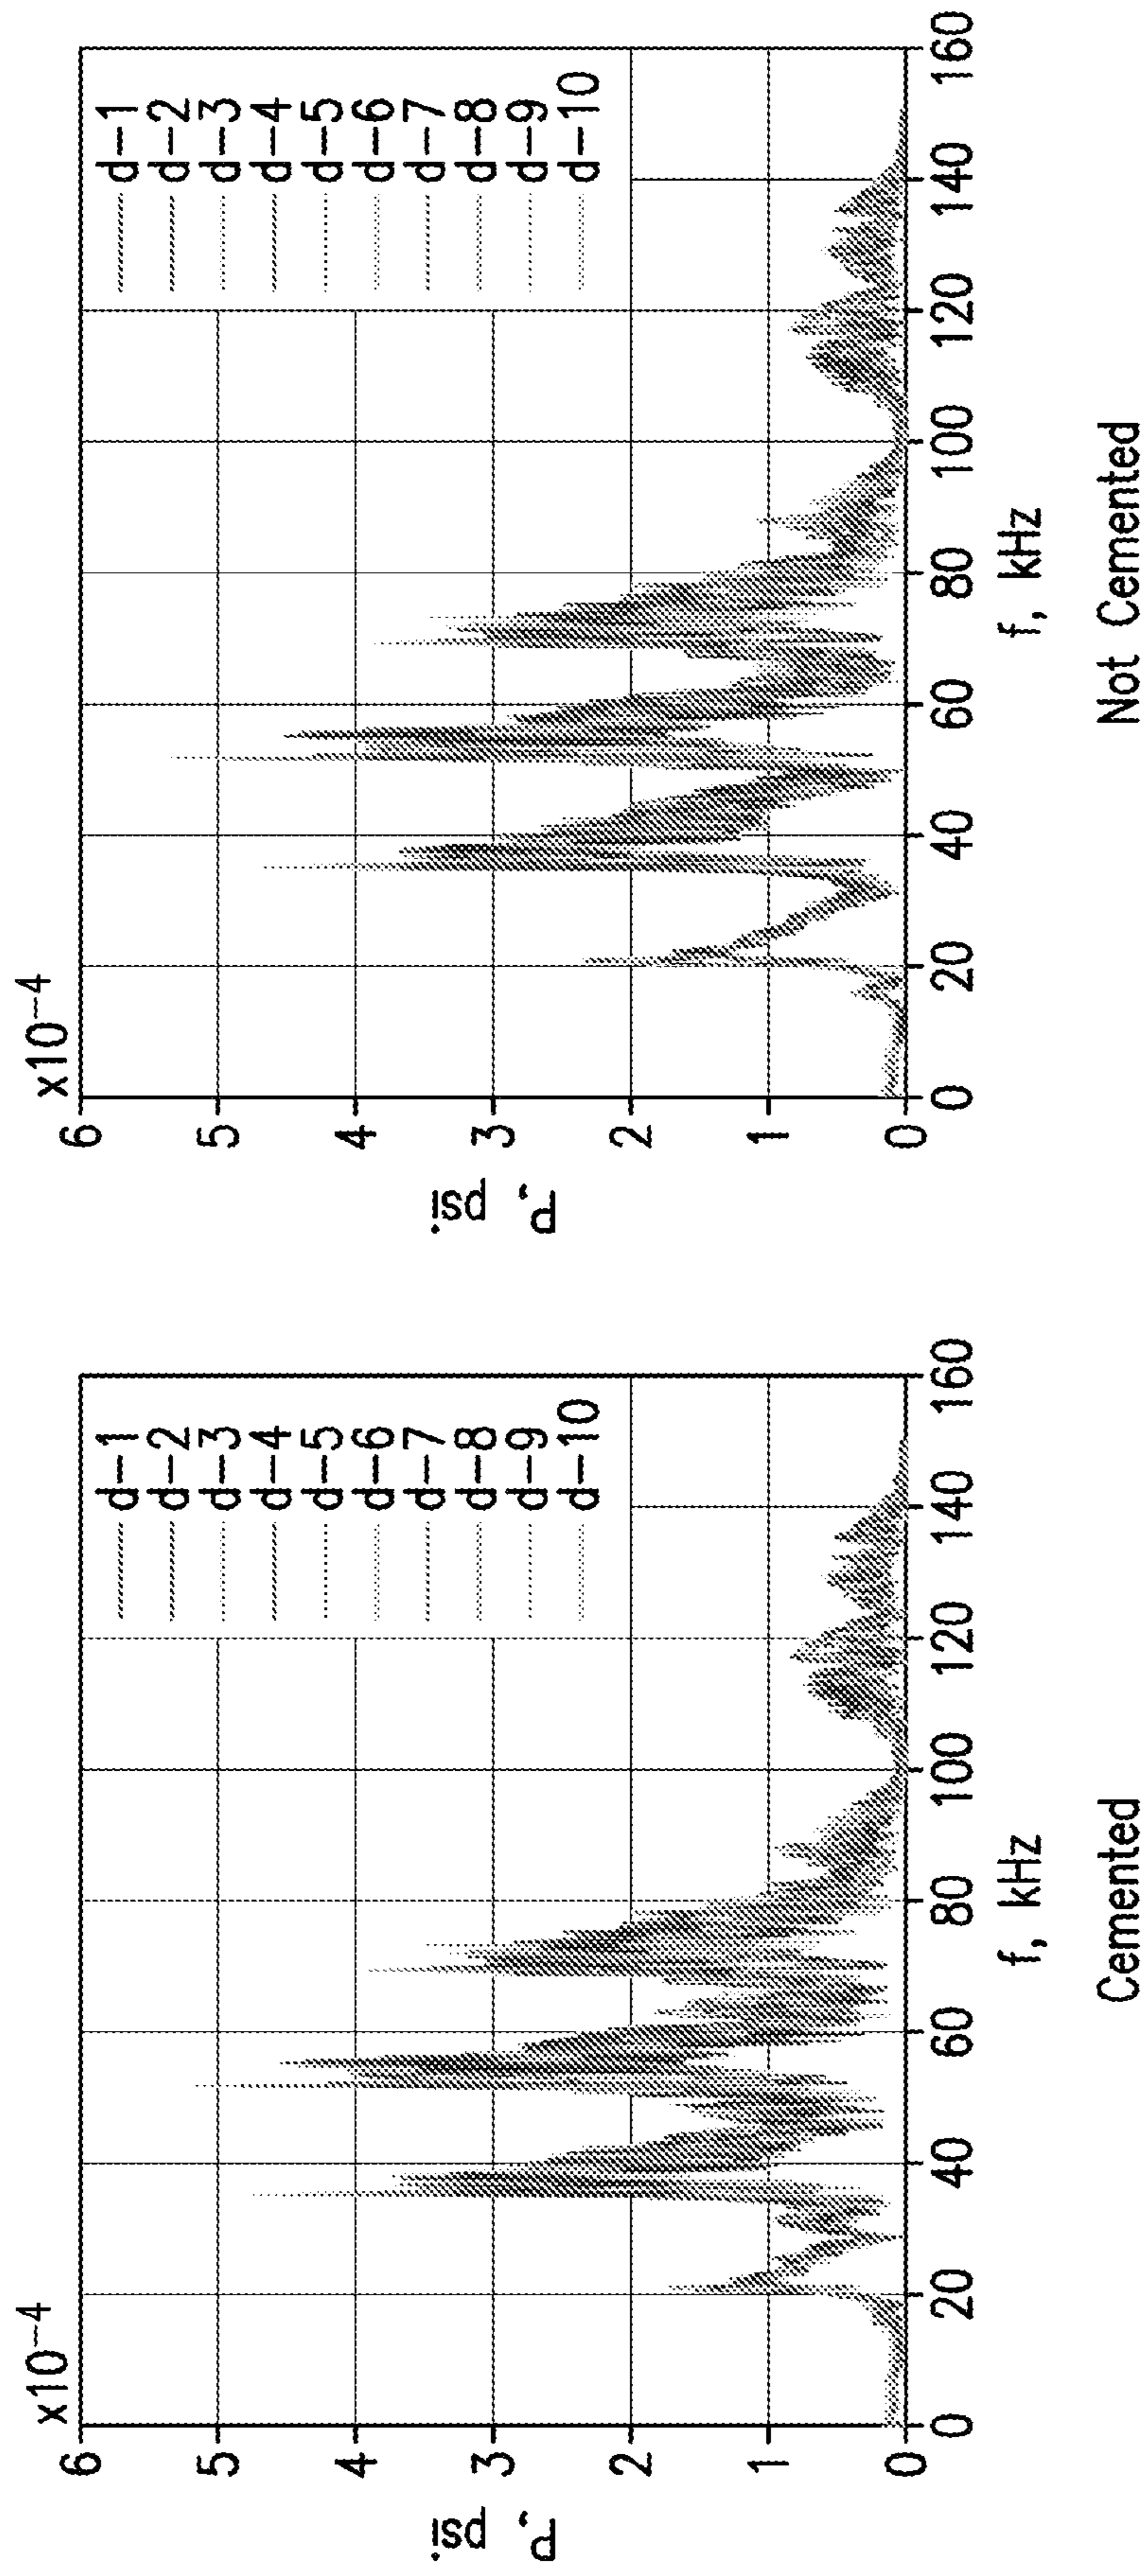 x10⁻⁴
6
5
4
3
2
1
0
P, psi
d-1
d-2
d-3
d-4
d-5
d-6
d-7
d-8
d-9
d-10
0 20 40 60 80 100 120 140 160
f, kHz
Cemented
x10⁻⁴
6
5
4
3
2
1
0
P, psi
d-1
d-2
d-3
d-4
d-5
d-6
d-7
d-8
d-9
d-10
0 20 40 60 80 100 120 140 160
f, kHz
Not Cemented